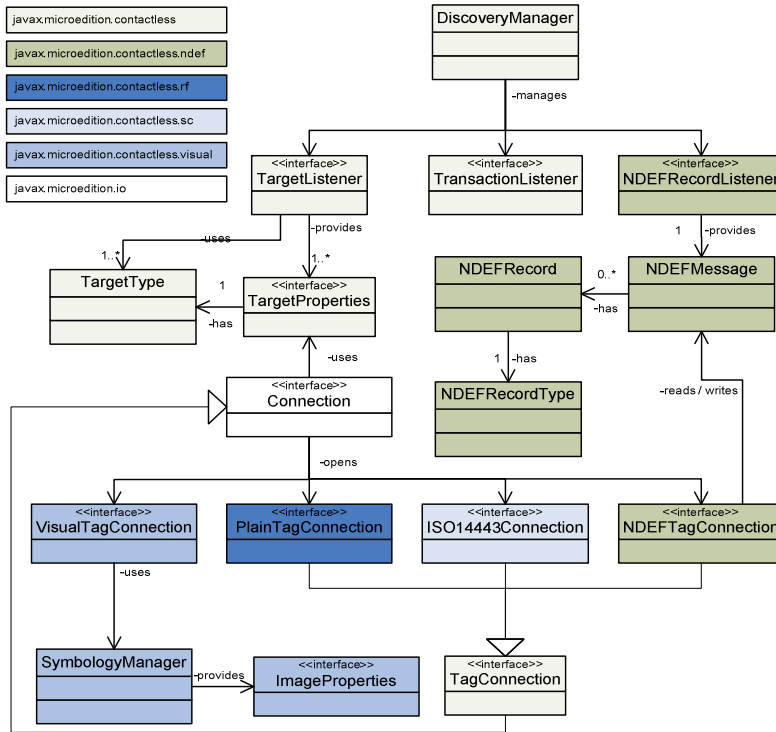 javax.microedition.contactless
javax.microedition.contactless.ndef
javax.microedition.contactless.rf
javax.microedition.contactless.sc
javax.microedition.contactless.visual
javax.microedition.io
DiscoveryManager
-manages
<<interface>>
TargetListener
<<interface>>
TransactionListener
<<interface>>
NDEFRecordListener
-uses
1..*
-provides
1..*
1
-provides
TargetType
1
-has
<<interface>>
TargetProperties
NDEFRecord
0..*
-has
NDEFMessage
-uses
1
-has
<<interface>>
Connection
NDEFRecordType
-reads / writes
-opens
<<interface>>
VisualTagConnection
<<interface>>
PlainTagConnection
<<interface>>
ISO14443Connection
<<interface>>
NDEFTagConnection
-uses
SymbologyManager
-provides
<<interface>>
ImageProperties
<<interface>>
TagConnection